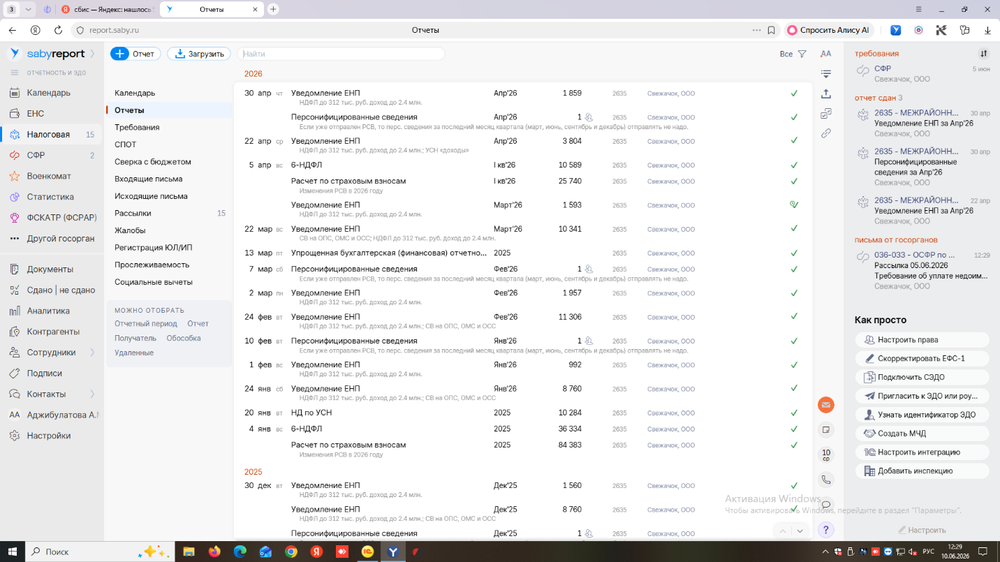 3
сбис — Яндекс: нашлось
Отчеты
report.saby.ru
Отчеты
Спросить Алису AI
sabyreport
ОТЧЕТНОСТЬ И ЭДО
Календарь
ЕНС
Налоговая 15
СФР 2
Военкомат
Статистика
ФСКАТР (ФСРАР)
Другой госорган
Документы
Сдано | не сдано
Аналитика
Контрагенты
Сотрудники
Подписи
Контакты
АА Аджибулатова А.М
Настройки
Отчет
Загрузить
Найти
Все
Календарь
Отчеты
Требования
СПОТ
Сверка с бюджетом
Входящие письма
Исходящие письма
Рассылки 15
Жалобы
Регистрация ЮЛ/ИП
Прослеживаемость
Социальные вычеты
МОЖНО ОТОБРАТЬ
Отчетный период Отчет
Получатель Обособка
Удаленные
2026
30 апр чт Уведомление ЕНП Апр'26 1 859 2635 Свежачок, ООО
НДФЛ до 312 тыс. руб. доход до 2.4 млн.
Персонифицированные сведения Апр'26 1 2635 Свежачок, ООО
Если уже отправлен РСВ, то перс. сведения за последний месяц квартала (март, июнь, сентябрь и декабрь) отправлять не надо.
22 апр ср Уведомление ЕНП Апр'26 3 804 2635 Свежачок, ООО
НДФЛ до 312 тыс. руб. доход до 2.4 млн.; УСН «доходы»
5 апр вс 6-НДФЛ I кв'26 10 589 2635 Свежачок, ООО
Расчет по страховым взносам I кв'26 25 740 2635 Свежачок, ООО
Изменения РСВ в 2026 году
Уведомление ЕНП Март'26 1 593 2635 Свежачок, ООО
НДФЛ до 312 тыс. руб. доход до 2.4 млн.
22 мар вс Уведомление ЕНП Март'26 10 341 2635 Свежачок, ООО
СВ на ОПС, ОМС и ОСС; НДФЛ до 312 тыс. руб. доход до 2.4 млн.
13 мар пт Упрощенная бухгалтерская (финансовая) отчетно... 2025 2635 Свежачок, ООО
7 мар сб Персонифицированные сведения Фев'26 1 2635 Свежачок, ООО
Если уже отправлен РСВ, то перс. сведения за последний месяц квартала (март, июнь, сентябрь и декабрь) отправлять не надо.
2 мар пн Уведомление ЕНП Фев'26 1 957 2635 Свежачок, ООО
НДФЛ до 312 тыс. руб. доход до 2.4 млн.
24 фев вт Уведомление ЕНП Фев'26 11 306 2635 Свежачок, ООО
НДФЛ до 312 тыс. руб. доход до 2.4 млн.; СВ на ОПС, ОМС и ОСС
10 фев вт Персонифицированные сведения Янв'26 1 2635 Свежачок, ООО
Если уже отправлен РСВ, то перс. сведения за последний месяц квартала (март, июнь, сентябрь и декабрь) отправлять не надо.
1 фев вс Уведомление ЕНП Янв'26 992 2635 Свежачок, ООО
НДФЛ до 312 тыс. руб. доход до 2.4 млн.
24 янв сб Уведомление ЕНП Янв'26 8 760 2635 Свежачок, ООО
НДФЛ до 312 тыс. руб. доход до 2.4 млн.; СВ на ОПС, ОМС и ОСС
20 янв вт НД по УСН 2025 10 284 2635 Свежачок, ООО
4 янв вс 6-НДФЛ 2025 36 334 2635 Свежачок, ООО
Расчет по страховым взносам 2025 84 383 2635 Свежачок, ООО
Изменения РСВ в 2026 году
2025
30 дек вт Уведомление ЕНП Дек'25 1 560 2635 Свежачок, ООО
НДФЛ до 312 тыс. руб. доход до 2.4 млн.
Уведомление ЕНП Дек'25 8 760 2635 Свежачок, ООО
НДФЛ до 312 тыс. руб. доход до 2.4 млн.; СВ на ОПС, ОМС и ОСС
Персонифицированные сведения Дек'25 1 2635 Свежачок, ООО
АА
10
ср
?
требования
СФР 5 июн
Свежачок, ООО
отчет сдан 3
2635 - МЕЖРАЙОНН... 30 апр
Уведомление ЕНП за Апр'26
Свежачок, ООО
2635 - МЕЖРАЙОНН... 30 апр
Персонифицированные
сведения за Апр'26
Свежачок, ООО
2635 - МЕЖРАЙОНН... 22 апр
Уведомление ЕНП за Апр'26
Свежачок, ООО
письма от госорганов
036-033 - ОСФР по ... 12:29
Рассылка 05.06.2026
Требование об уплате недоим...
Свежачок, ООО
Как просто
Настроить права
Скорректировать ЕФС-1
Подключить СЭДО
Пригласить к ЭДО или роу...
Узнать идентификатор ЭДО
Создать МЧД
Настроить интеграцию
Добавить инспекцию
Активация Windows
Чтобы активировать Windows, перейдите в раздел "Параметры".
Настроить
Поиск
РУС
12:29
10.06.2026